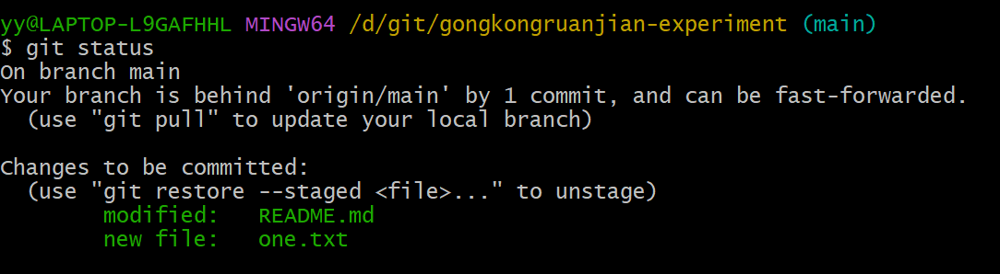 yy@LAPTOP-L9GAFHHL MINGW64 /d/git/gongkongruanjian-experiment (main)
$ git status
On branch main
Your branch is behind 'origin/main' by 1 commit, and can be fast-forwarded.
  (use "git pull" to update your local branch)

Changes to be committed:
  (use "git restore --staged <file>..." to unstage)
        modified:   README.md
        new file:   one.txt